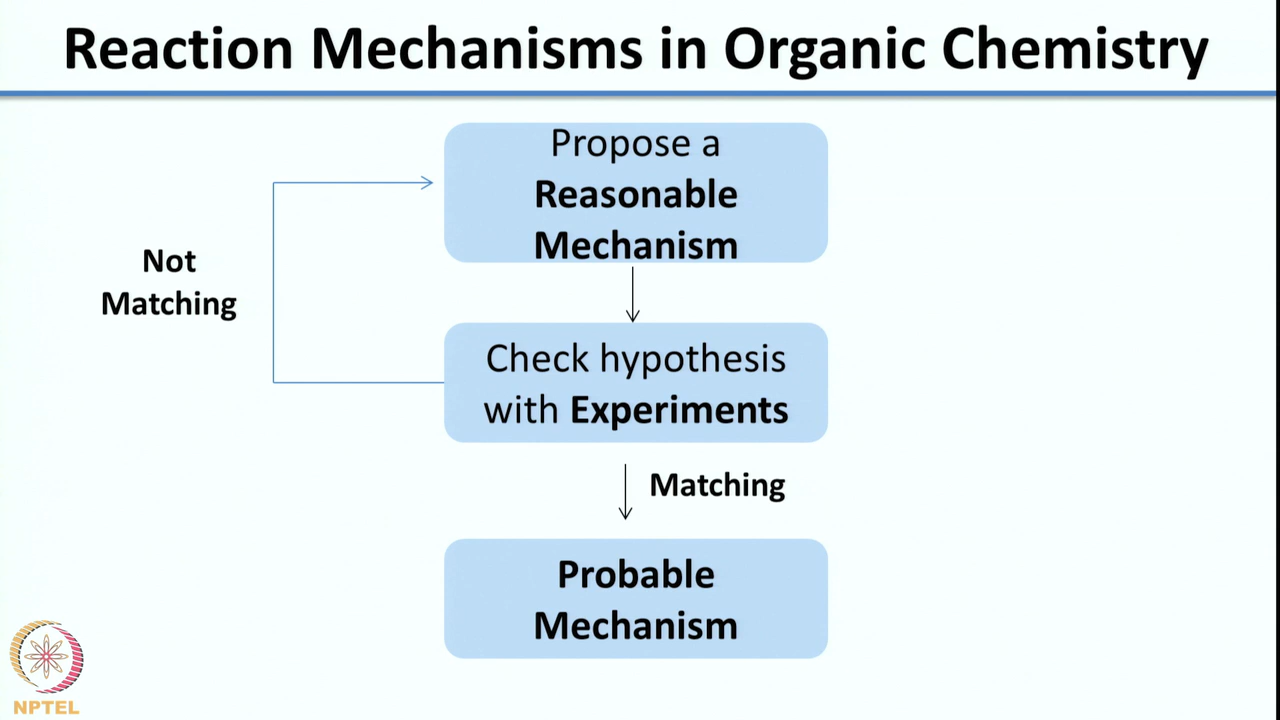 Reaction Mechanisms in Organic Chemistry
Propose a
Reasonable
Mechanism
Not
Matching
Check hypothesis
with Experiments
Matching
Probable
Mechanism
NPTEL